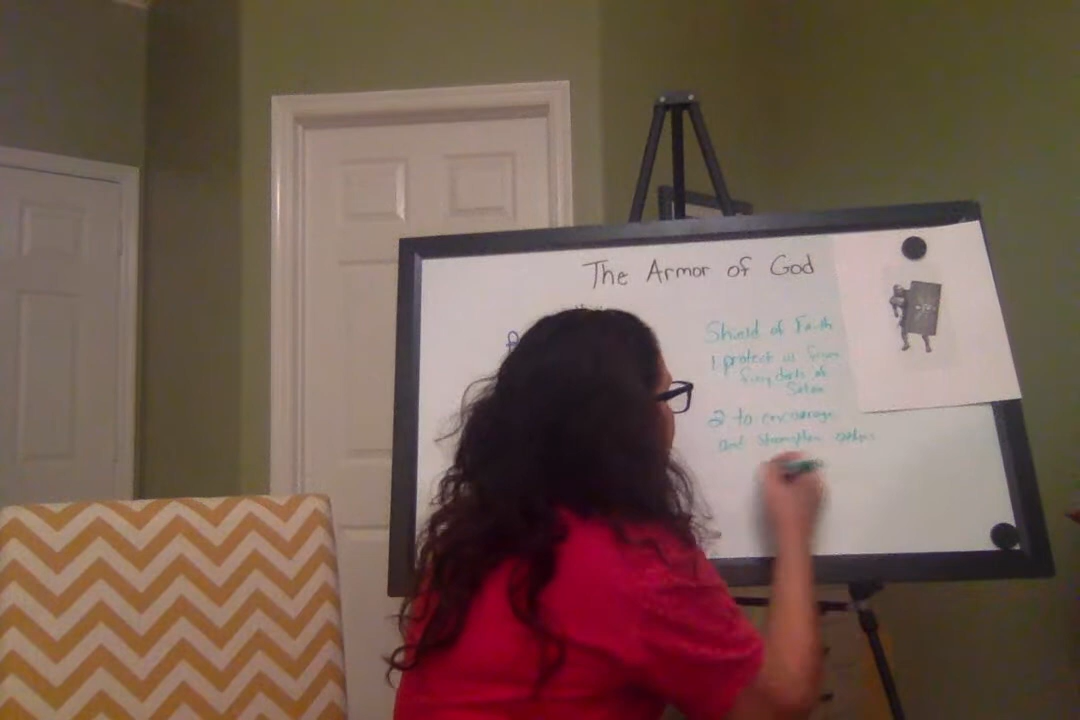 The Armor of God
Shield of Faith
1 protect us from
fiery darts of
Satan
2 to encourage
and strengthen others